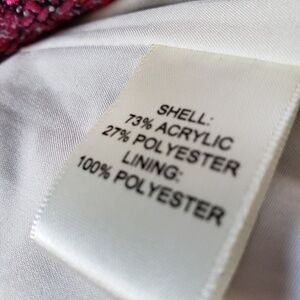 SHELL:
73% ACRYLIC
27% POLYESTER
LINING:
100% POLYESTER